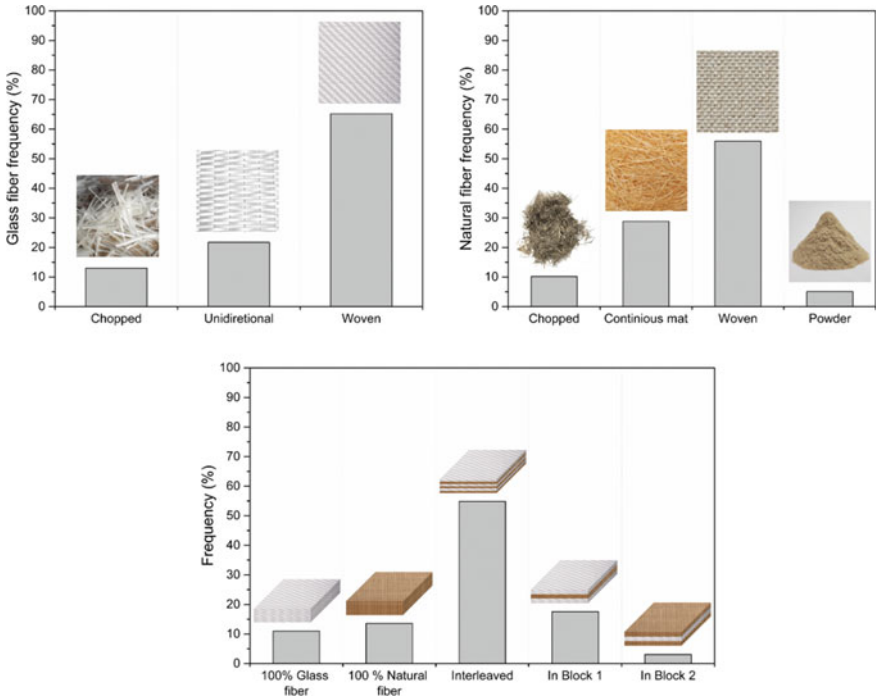 Glass fiber frequency (%)
100
90
80
70
60
50
40
30
20
10
0
Chopped
Unidiretional
Woven
Natural fiber frequency (%)
100
90
80
70
60
50
40
30
20
10
0
Chopped
Continious mat
Woven
Powder
Frequency (%)
100
90
80
70
60
50
40
30
20
10
0
100% Glass
fiber
100 % Natural
fiber
Interleaved
In Block 1
In Block 2